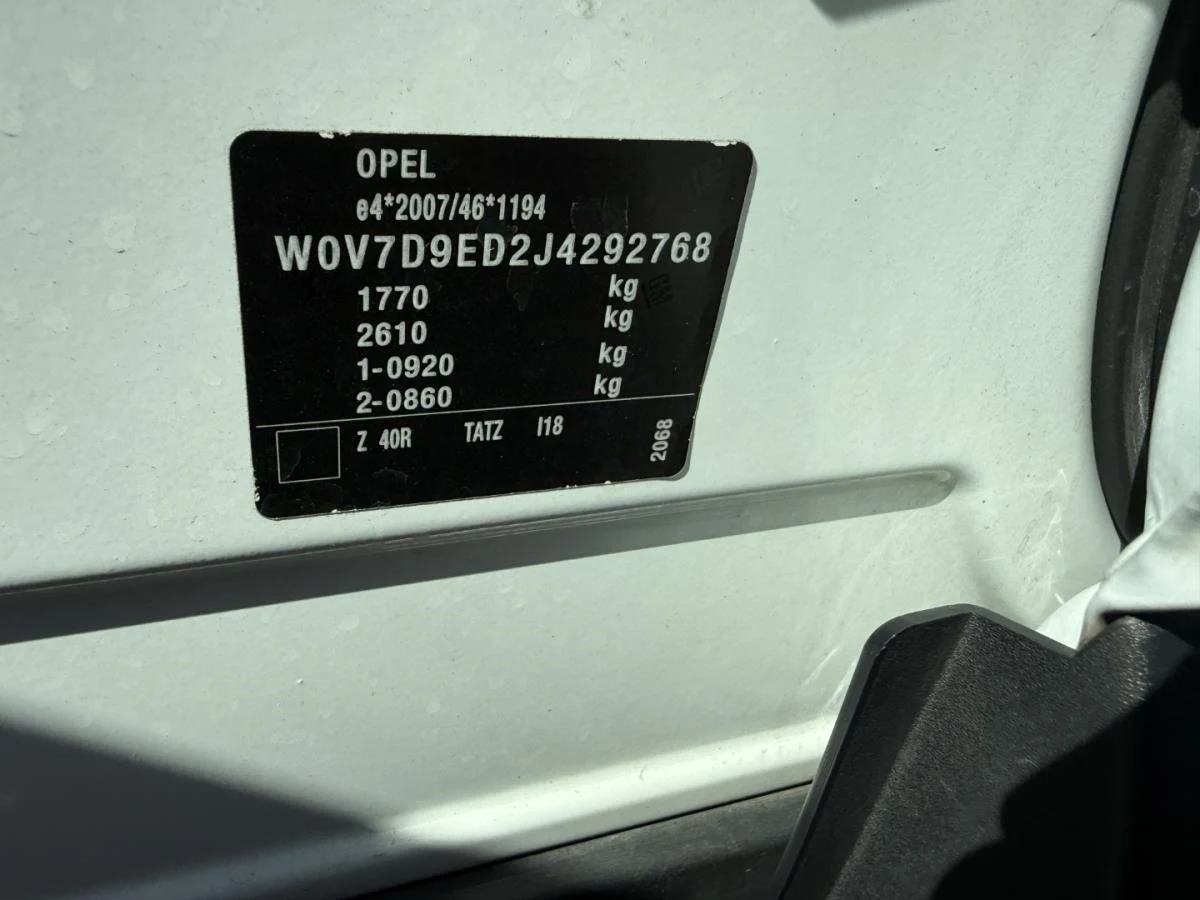 OPEL
e4*2007/46*1194
W0V7D9ED2J4292768
1770 kg
2610 kg
1-0920 kg
2-0860 kg
Z 40R TATZ I18
2068